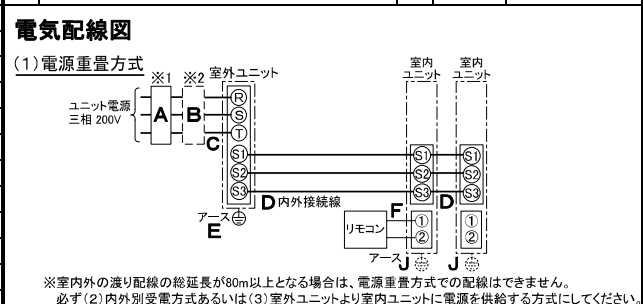 電気配線図
(1)電源重畳方式
※1 ※2 室外ユニット
室内
ユニット
室内
ユニット
ユニット電源
三相 200V
A
B
C
R
S
T
S1
S2
S3
S1
S2
S3
S1
S2
S3
D 内外接続線
D
アース
E
リモコン
F
①
②
①
②
アース J
J
※室内外の渡り配線の総延長が80m以上となる場合は、電源重畳方式での配線はできません。
必ず(2)内外別受電方式あるいは(3)室外ユニットより室内ユニットに電源を供給する方式にしてください。